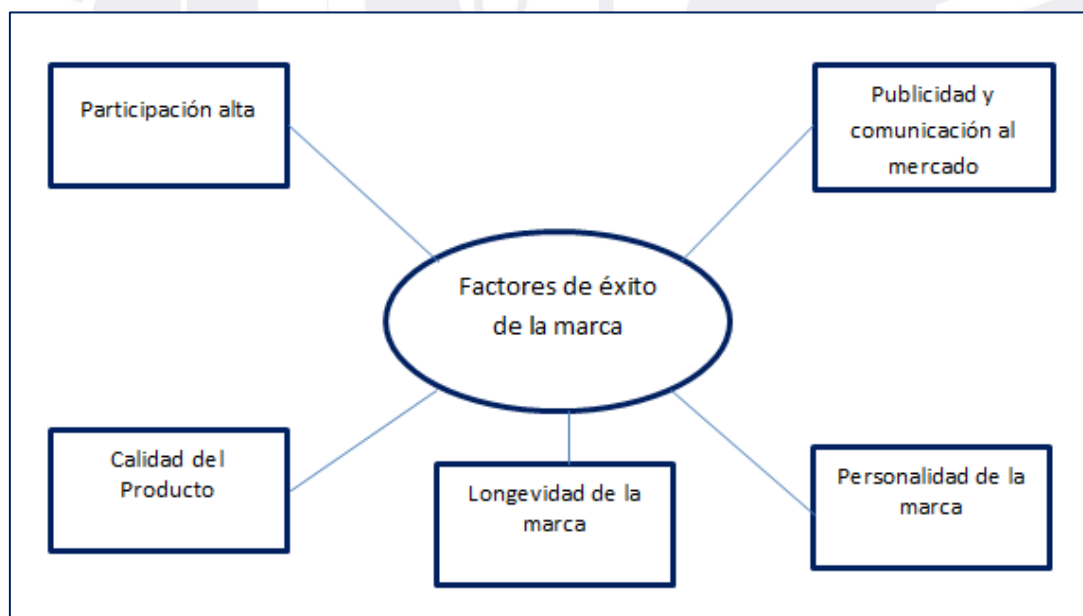 Participación alta
Publicidad y
comunicación al
mercado
Factores de éxito
de la marca
Calidad del
Producto
Longevidad de la
marca
Personalidad de la
marca